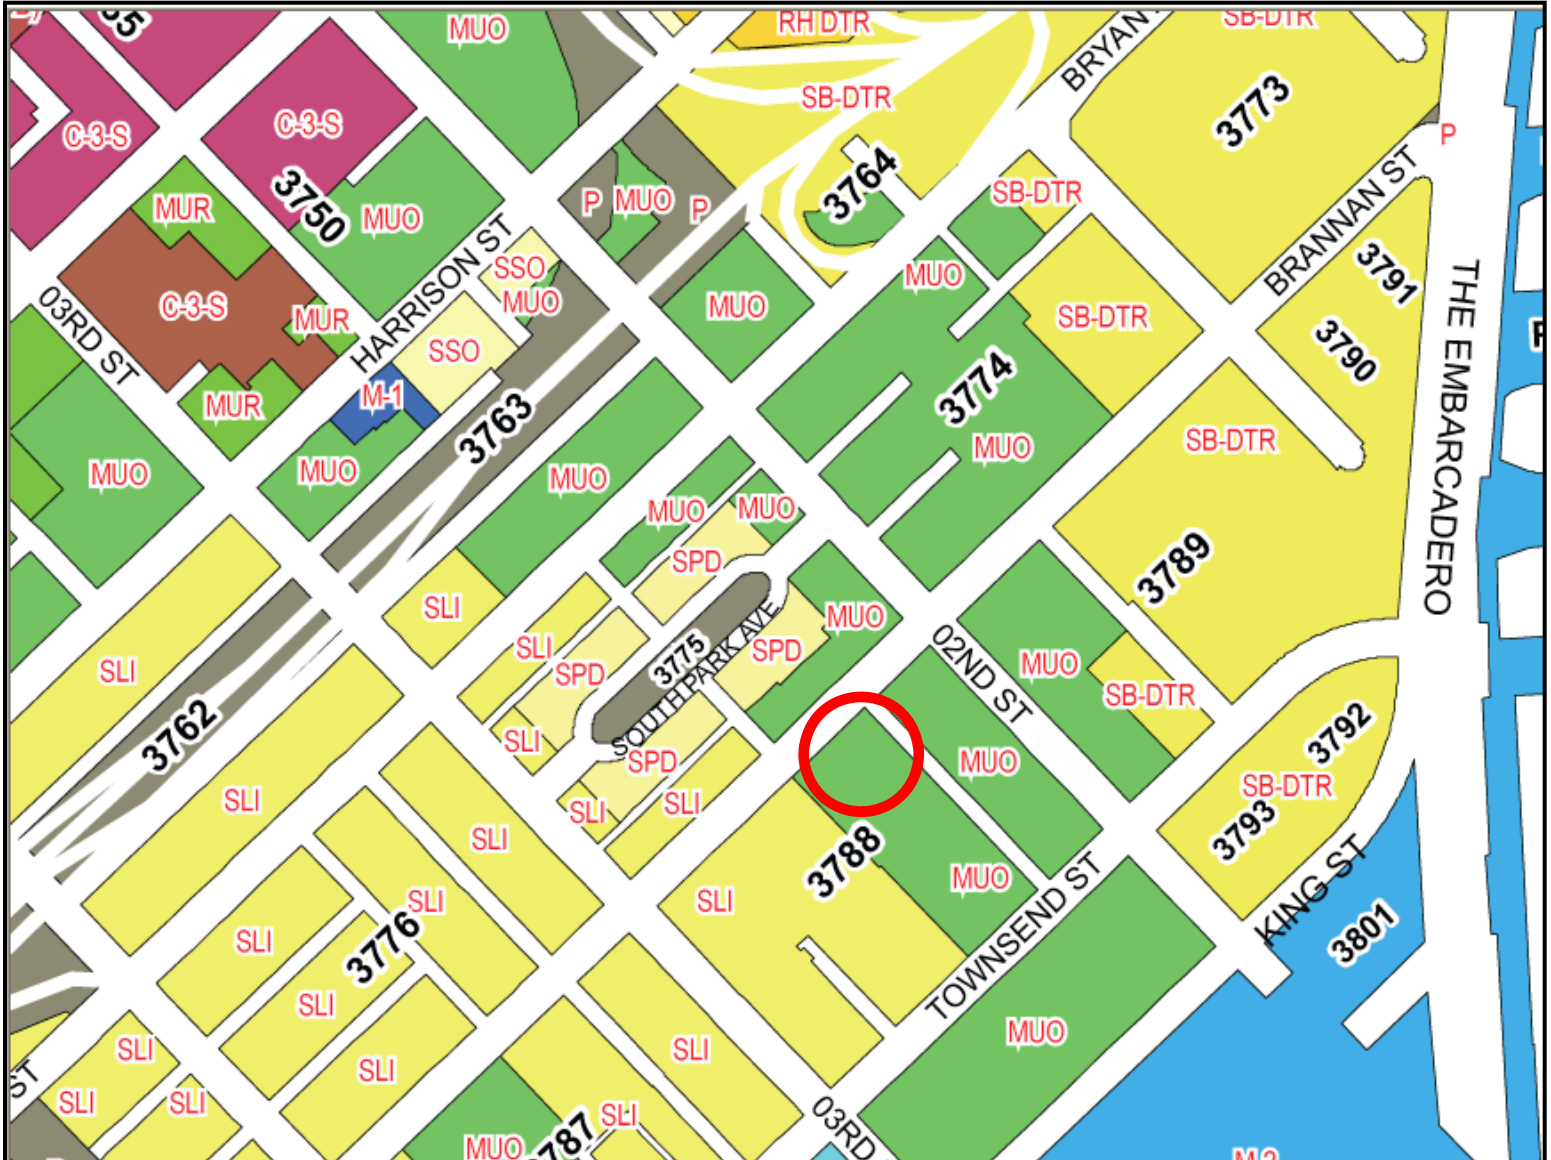 MUO
RH DTR
SB-DTR
BRYAN
SB-DTR
C-3-S
C-3-S
3773
P
3750
MUR
MUO
P
MUO
P
3764
SB-DTR
BRANNAN ST
HARRISON ST
SSO
MUO
MUO
MUO
3791
THE EMBARCADERO
03RD ST
C-3-S
MUR
SB-DTR
SSO
3790
M-1
MUR
3774
3763
MUO
MUO
MUO
MUO
SB-DTR
MUO
MUO
SPD
3789
SLI
SLI
SPD
3775
SOUTH PARK AVE
SPD
MUO
02ND ST
MUO
SB-DTR
SLI
3762
SLI
SPD
MUO
3792
SB-DTR
SLI
SLI
SLI
3793
SLI
3788
MUO
KING ST
SLI
SLI
TOWNSEND ST
3801
SLI
3776
SLI
MUO
SLI
SLI
SLI
ST
SLI
SLI
SLI
03RD
MUO
3787
M-2